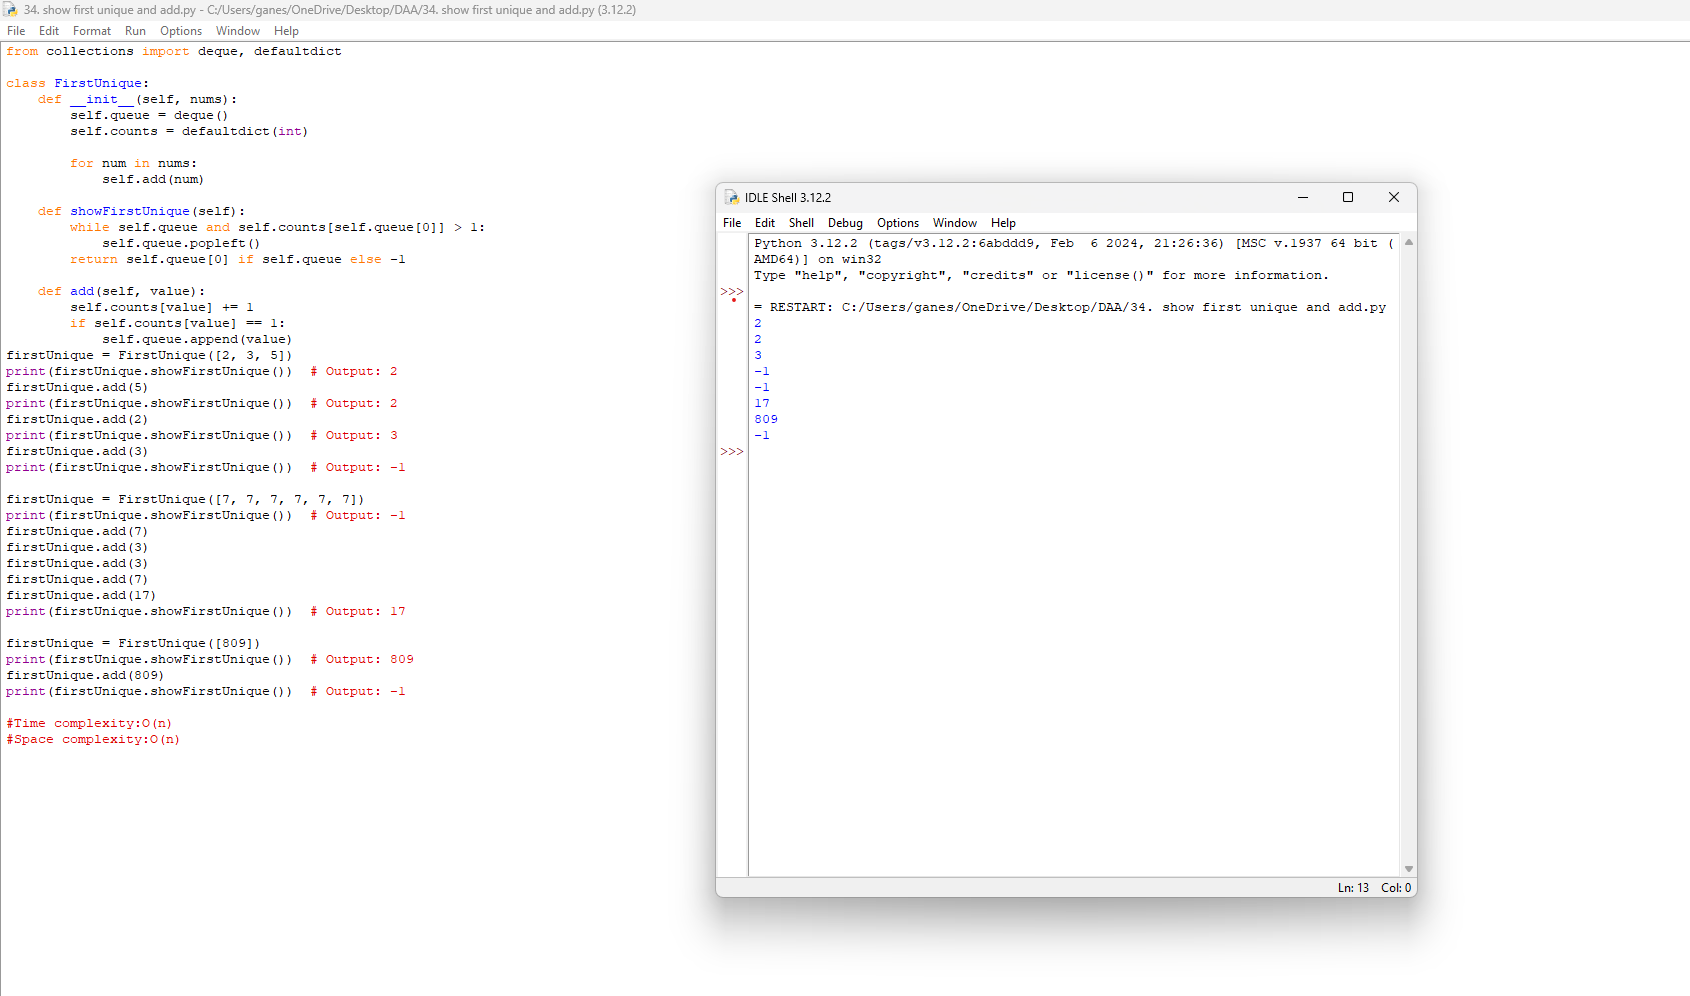 34. show first unique and add.py - C:/Users/ganes/OneDrive/Desktop/DAA/34. show first unique and add.py (3.12.2)
File Edit Format Run Options Window Help
from collections import deque, defaultdict

class FirstUnique:
    def __init__(self, nums):
        self.queue = deque()
        self.counts = defaultdict(int)

        for num in nums:
            self.add(num)

    def showFirstUnique(self):
        while self.queue and self.counts[self.queue[0]] > 1:
            self.queue.popleft()
        return self.queue[0] if self.queue else -1

    def add(self, value):
        self.counts[value] += 1
        if self.counts[value] == 1:
            self.queue.append(value)
firstUnique = FirstUnique([2, 3, 5])
print(firstUnique.showFirstUnique())  # Output: 2
firstUnique.add(5)
print(firstUnique.showFirstUnique())  # Output: 2
firstUnique.add(2)
print(firstUnique.showFirstUnique())  # Output: 3
firstUnique.add(3)
print(firstUnique.showFirstUnique())  # Output: -1

firstUnique = FirstUnique([7, 7, 7, 7, 7, 7])
print(firstUnique.showFirstUnique())  # Output: -1
firstUnique.add(7)
firstUnique.add(3)
firstUnique.add(3)
firstUnique.add(7)
firstUnique.add(17)
print(firstUnique.showFirstUnique())  # Output: 17

firstUnique = FirstUnique([809])
print(firstUnique.showFirstUnique())  # Output: 809
firstUnique.add(809)
print(firstUnique.showFirstUnique())  # Output: -1

#Time complexity:O(n)
#Space complexity:O(n)
IDLE Shell 3.12.2
File Edit Shell Debug Options Window Help
Python 3.12.2 (tags/v3.12.2:6abddd9, Feb  6 2024, 21:26:36) [MSC v.1937 64 bit (
AMD64)] on win32
Type "help", "copyright", "credits" or "license()" for more information.
>>>
= RESTART: C:/Users/ganes/OneDrive/Desktop/DAA/34. show first unique and add.py
2
2
3
-1
-1
17
809
-1
>>>
Ln: 13 Col: 0